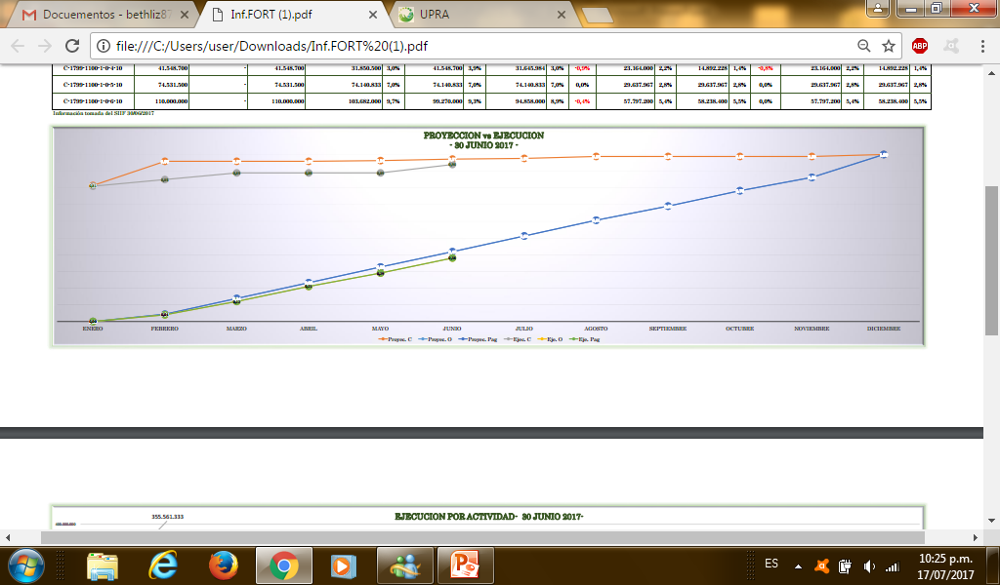 Docuementos - bethliz87
Inf.FORT (1).pdf
UPRA
file:///C:/Users/user/Downloads/Inf.FORT%20(1).pdf
ABP
C-1799-1100-1-0-4-10 41.548.700 - 41.548.700 31.850.500 3,0% 41.548.700 3,9% 31.645.984 3,0% -0,9% 23.164.000 2,2% 14.892.228 1,4% -0,8% 23.164.000 2,2% 14.892.228 1,4%
C-1799-1100-1-0-5-10 74.531.500 - 74.531.500 74.140.833 7,0% 74.140.833 7,0% 74.140.833 7,0% 0,0% 29.637.967 2,8% 29.637.967 2,8% 0,0% 29.637.967 2,8% 29.637.967 2,8%
C-1799-1100-1-0-6-10 110.000.000 - 110.000.000 103.682.000 9,7% 99.270.000 9,3% 94.858.000 8,9% -0,4% 57.797.200 5,4% 58.238.400 5,5% 0,0% 57.797.200 5,4% 58.238.400 5,5%
Información tomada del SIIF 30/06/2017
PROYECCION vs EJECUCION
- 30 JUNIO 2017 -
ENERO FEBRERO MARZO ABRIL MAYO JUNIO JULIO AGOSTO SEPTIEMBRE OCTUBRE NOVIEMBRE DICIEMBRE
Proyec. C Proyec. O Proyec. Pag Ejec. C Eje. O Eje. Pag
355.561.333
EJECUCION POR ACTIVIDAD- 30 JUNIO 2017-
400.000.000
ES
10:25 p.m.
17/07/2017